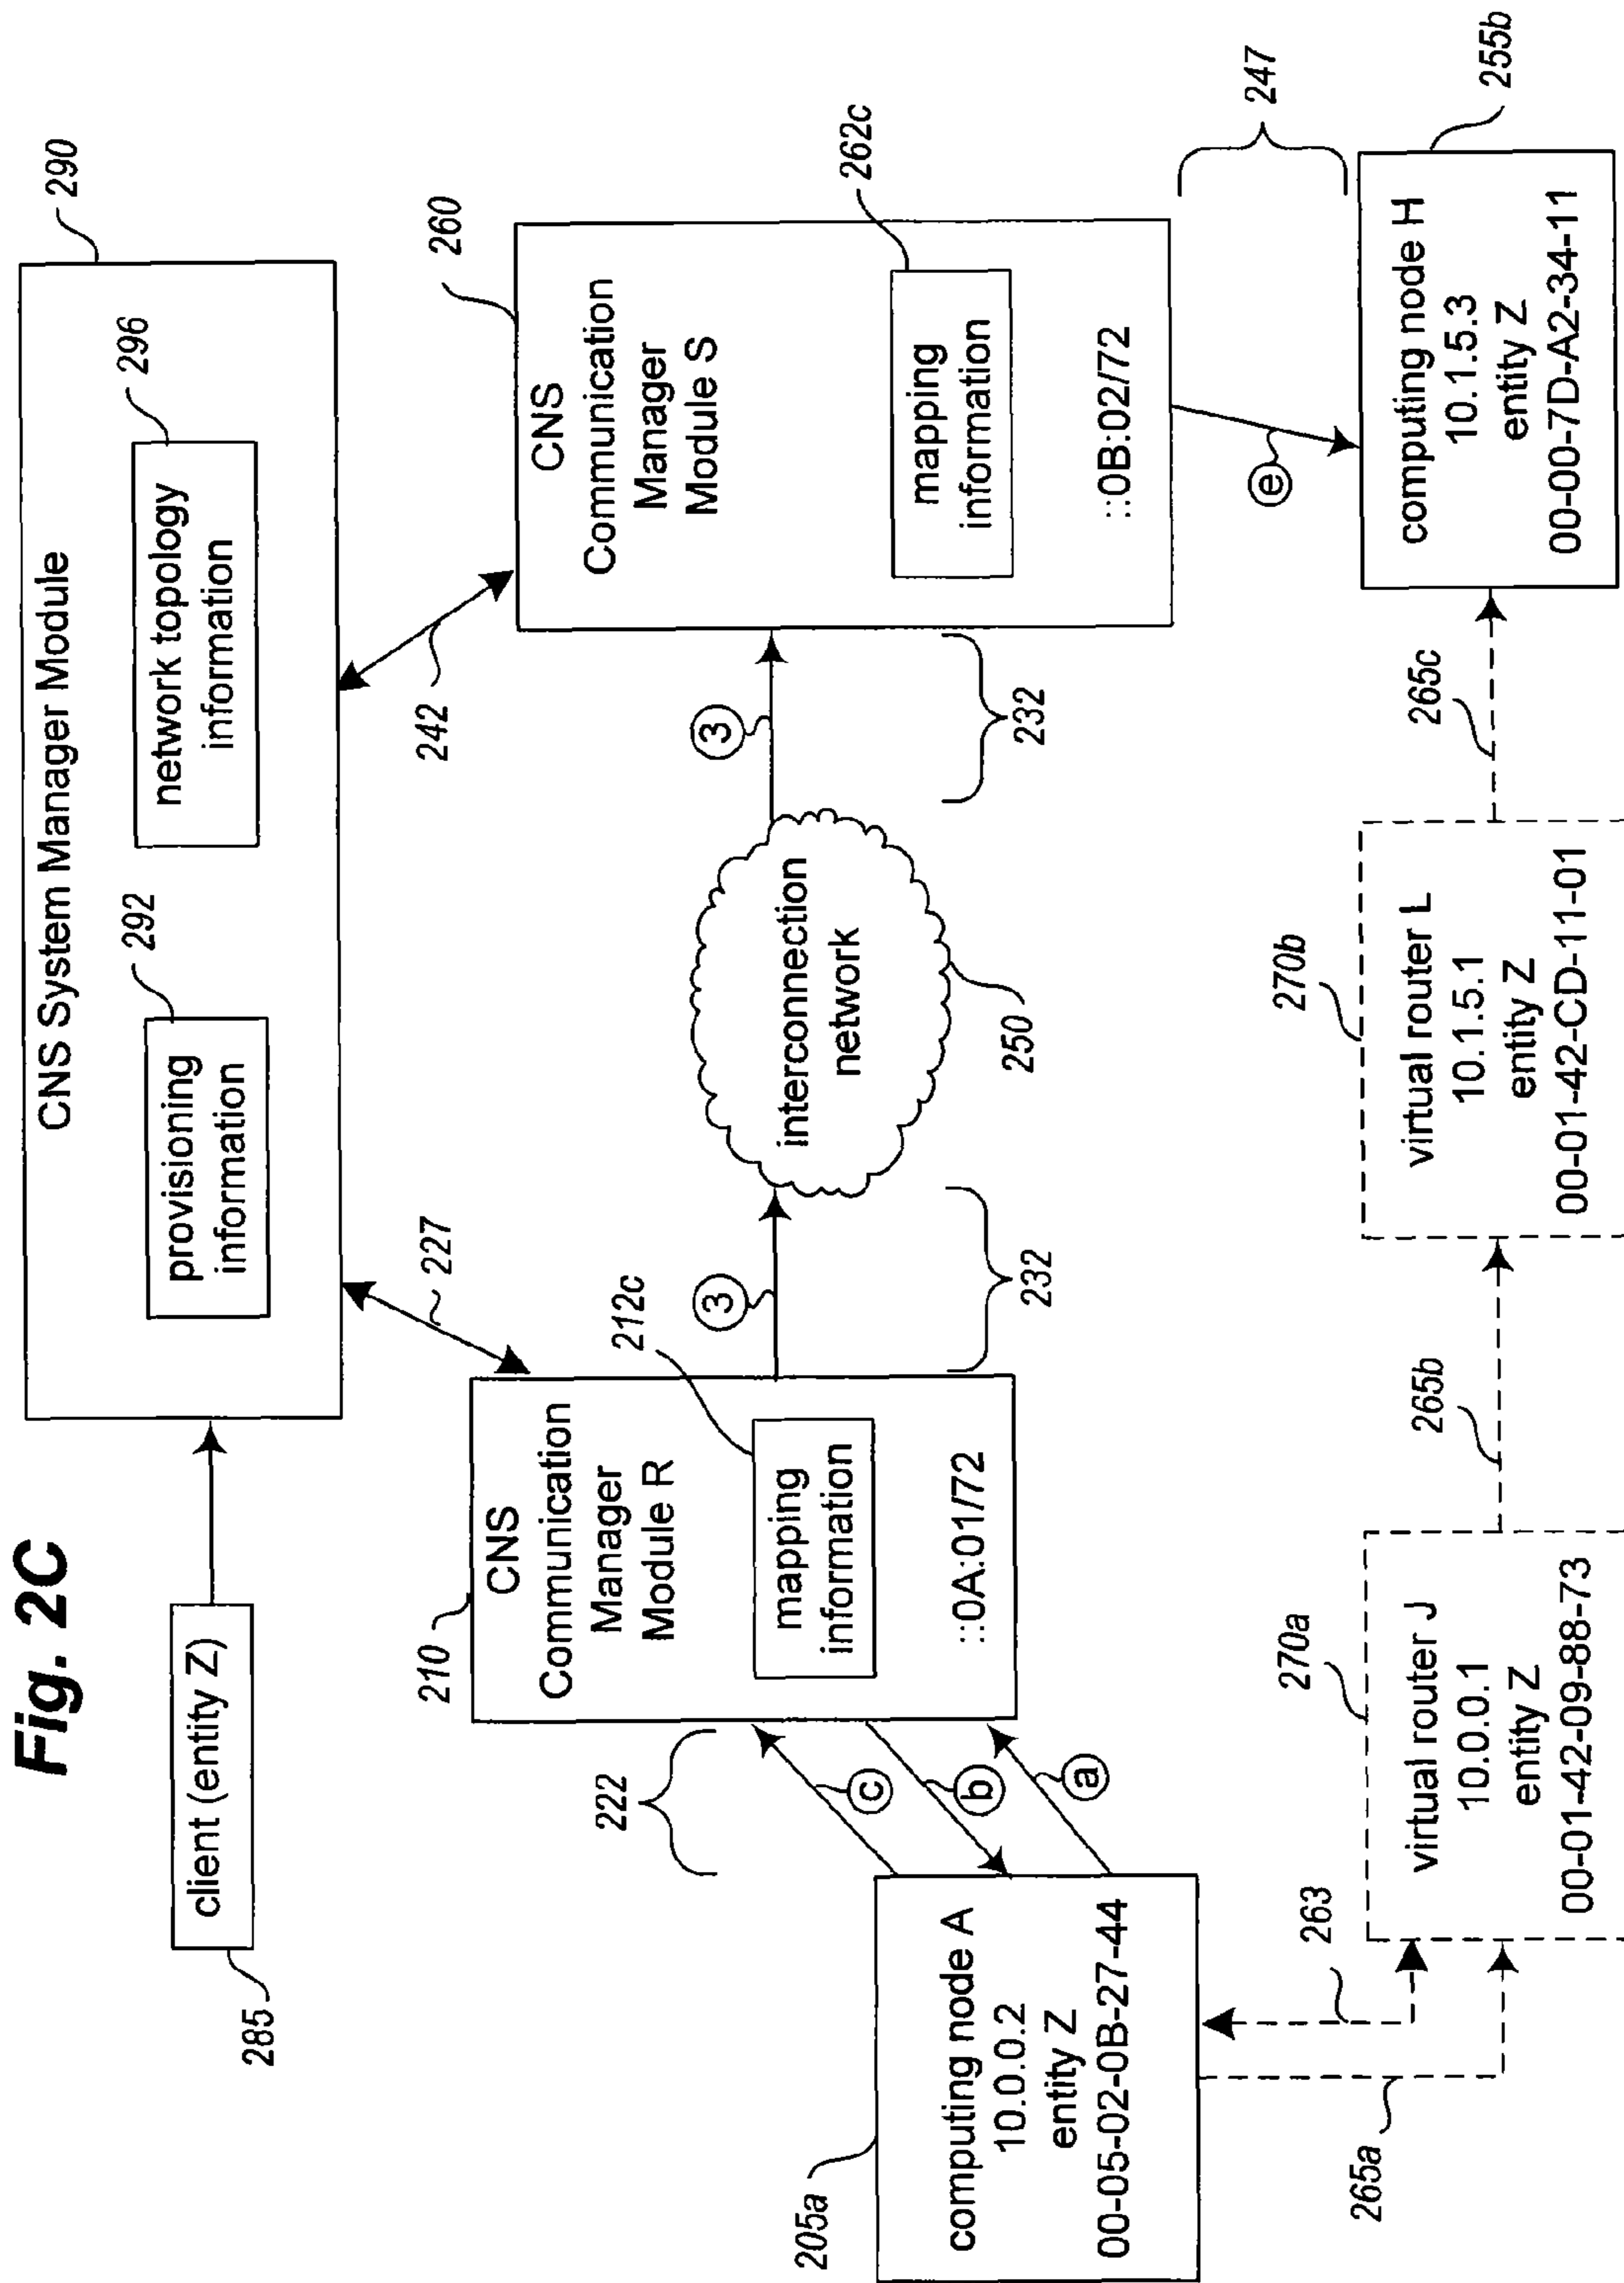 Fig. 2C
285
client (entity Z)
290
CNS System Manager Module
292
provisioning
information
296
network topology
information
227
242
210
CNS
Communication
Manager
Module R
212c
mapping
information
::0A:01/72
260
CNS
Communication
Manager
Module S
262c
mapping
information
::0B:02/72
222
c
b
a
3
232
interconnection
network
250
3
232
247
e
205a
computing node A
10.0.0.2
entity Z
00-05-02-0B-27-44
263
265a
270a
virtual router J
10.0.0.1
entity Z
00-01-42-09-88-73
265b
270b
virtual router L
10.1.5.1
entity Z
00-01-42-CD-11-01
265c
255b
computing node H
10.1.5.3
entity Z
00-00-7D-A2-34-11